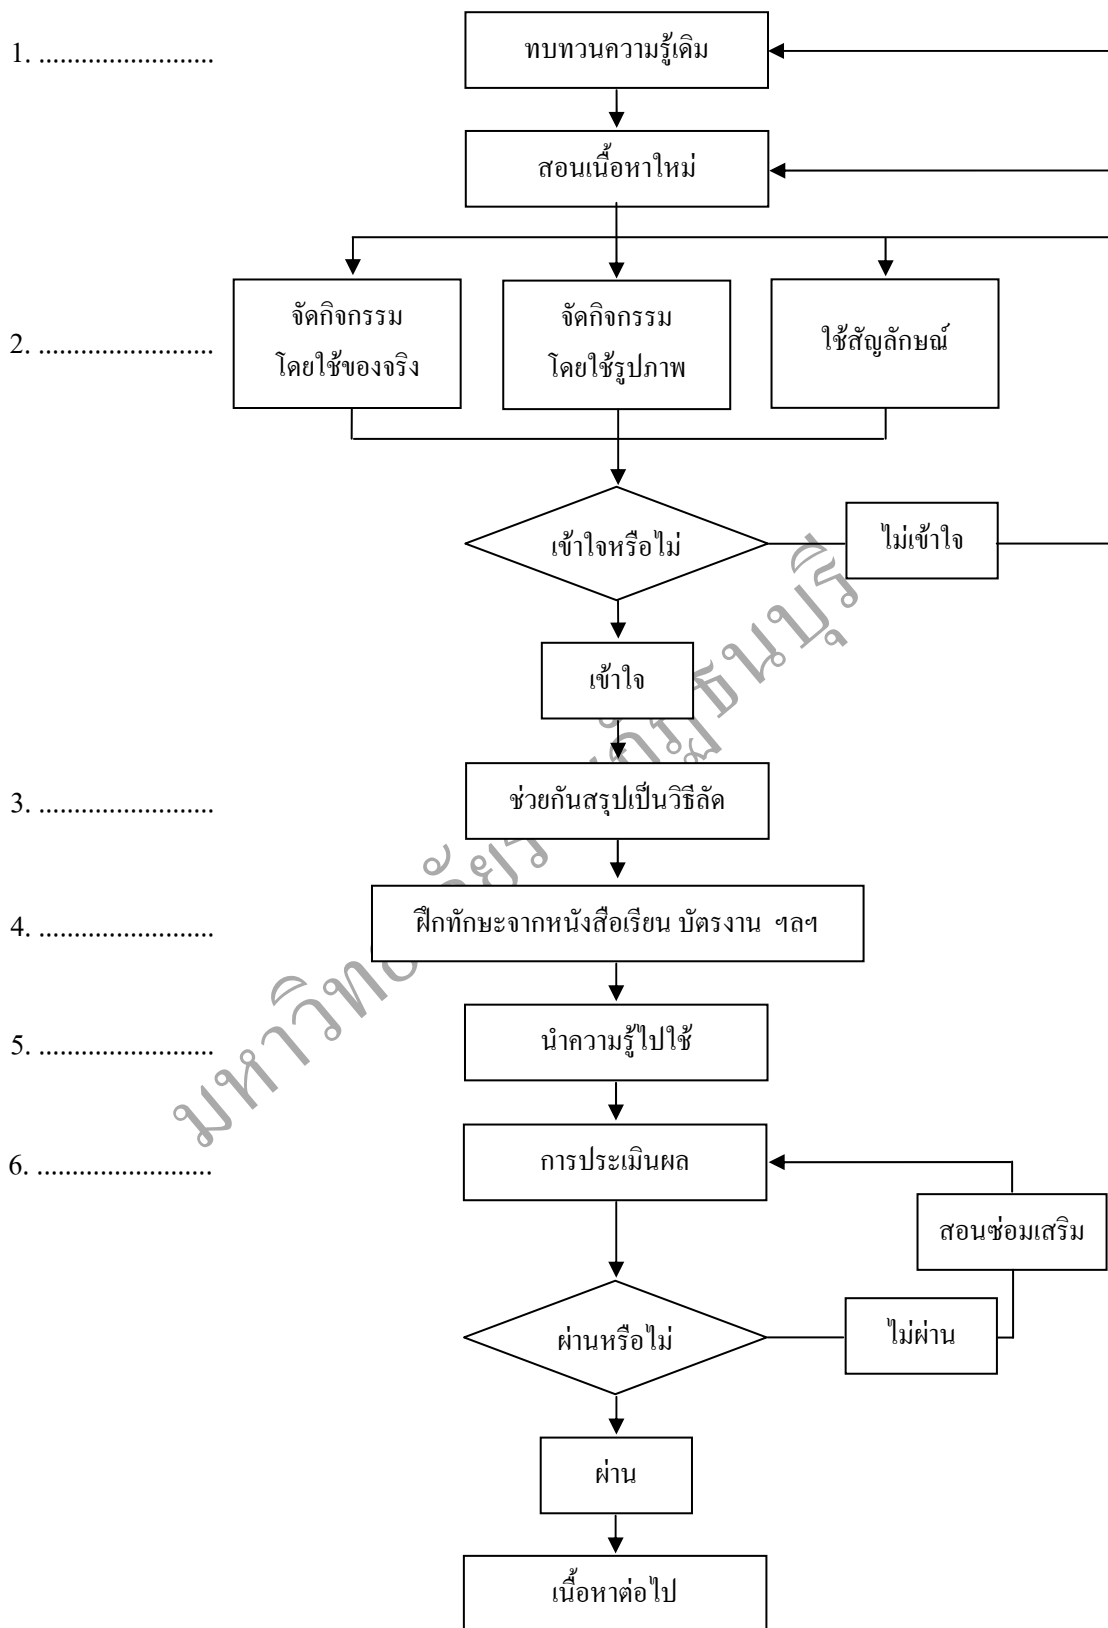 1. .........................
ทบทวนความรู้เดิม
สอนเนื้อหาใหม่
2. .........................
จัดกิจกรรม
โดยใช้ของจริง
จัดกิจกรรม
โดยใช้รูปภาพ
ใช้สัญลักษณ์
เข้าใจหรือไม่
ไม่เข้าใจ
เข้าใจ
3. .........................
ช่วยกันสรุปเป็นวิธีลัด
4. .........................
ฝึกทักษะจากหนังสือเรียน บัตรงาน ฯลฯ
5. .........................
นำความรู้ไปใช้
6. .........................
การประเมินผล
สอนซ่อมเสริม
ผ่านหรือไม่
ไม่ผ่าน
ผ่าน
เนื้อหาต่อไป